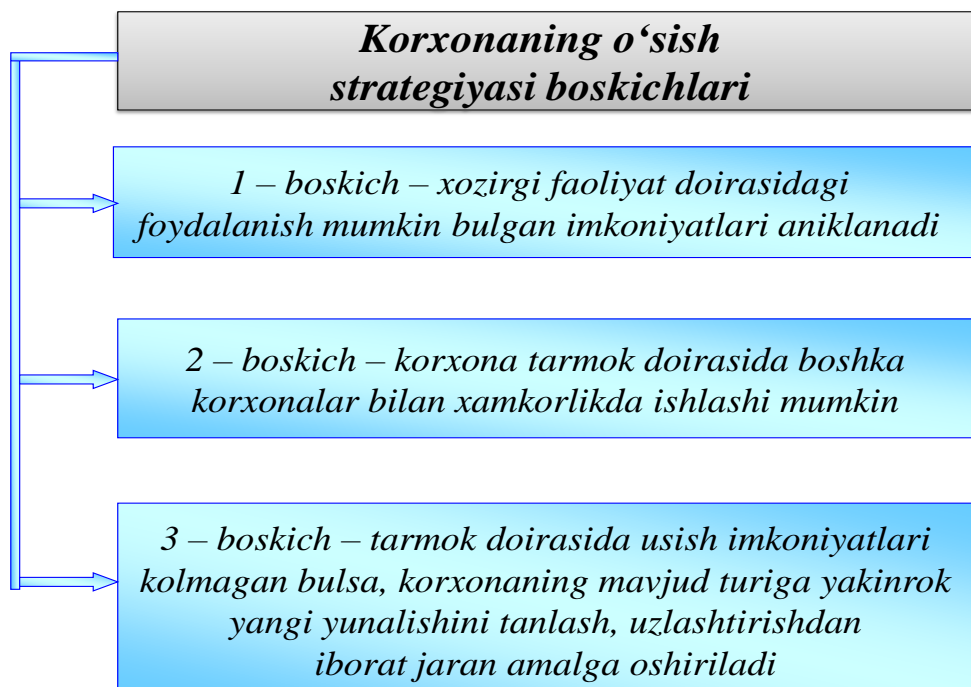 Korxonaning o‘sish
strategiyasi boskichlari
1 – boskich – xozirgi faoliyat doirasidagi
foydalanish mumkin bulgan imkoniyatlari aniklanadi
2 – boskich – korxona tarmok doirasida boshka
korxonalar bilan xamkorlikda ishlashi mumkin
3 – boskich – tarmok doirasida usish imkoniyatlari
kolmagan bulsa, korxonaning mavjud turiga yakinrok
yangi yunalishini tanlash, uzlashtirishdan
iborat jaran amalga oshiriladi